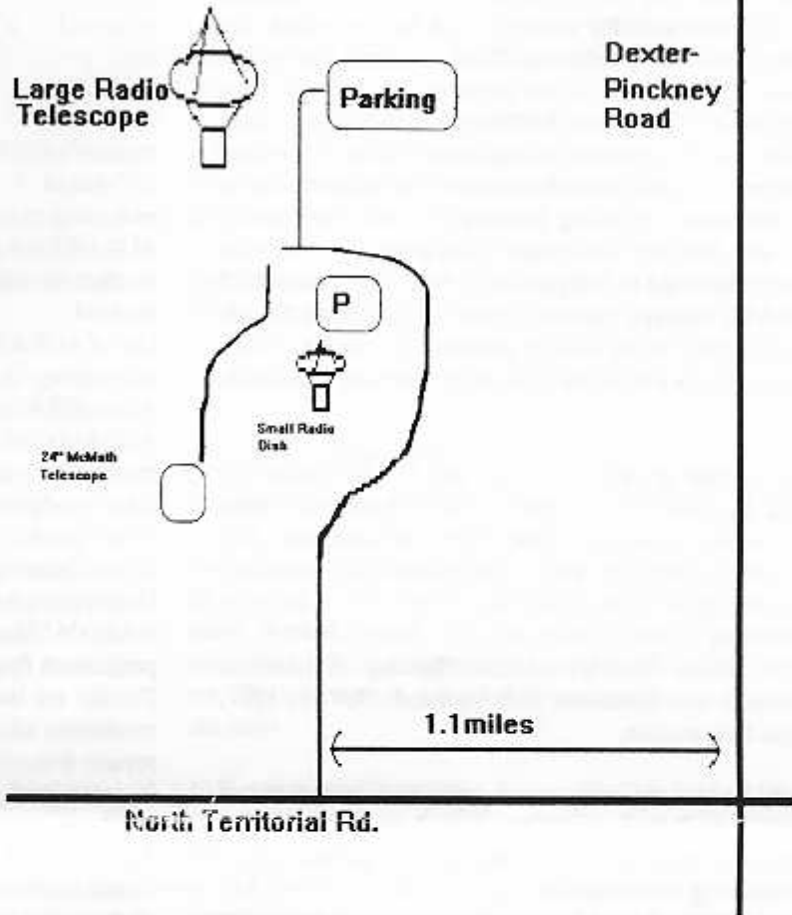 Large Radio
Telescope
Parking
Dexter-
Pinckney
Road
P
Small Radio
Dish
24" McMath
Telescope
1.1miles
North Territorial Rd.